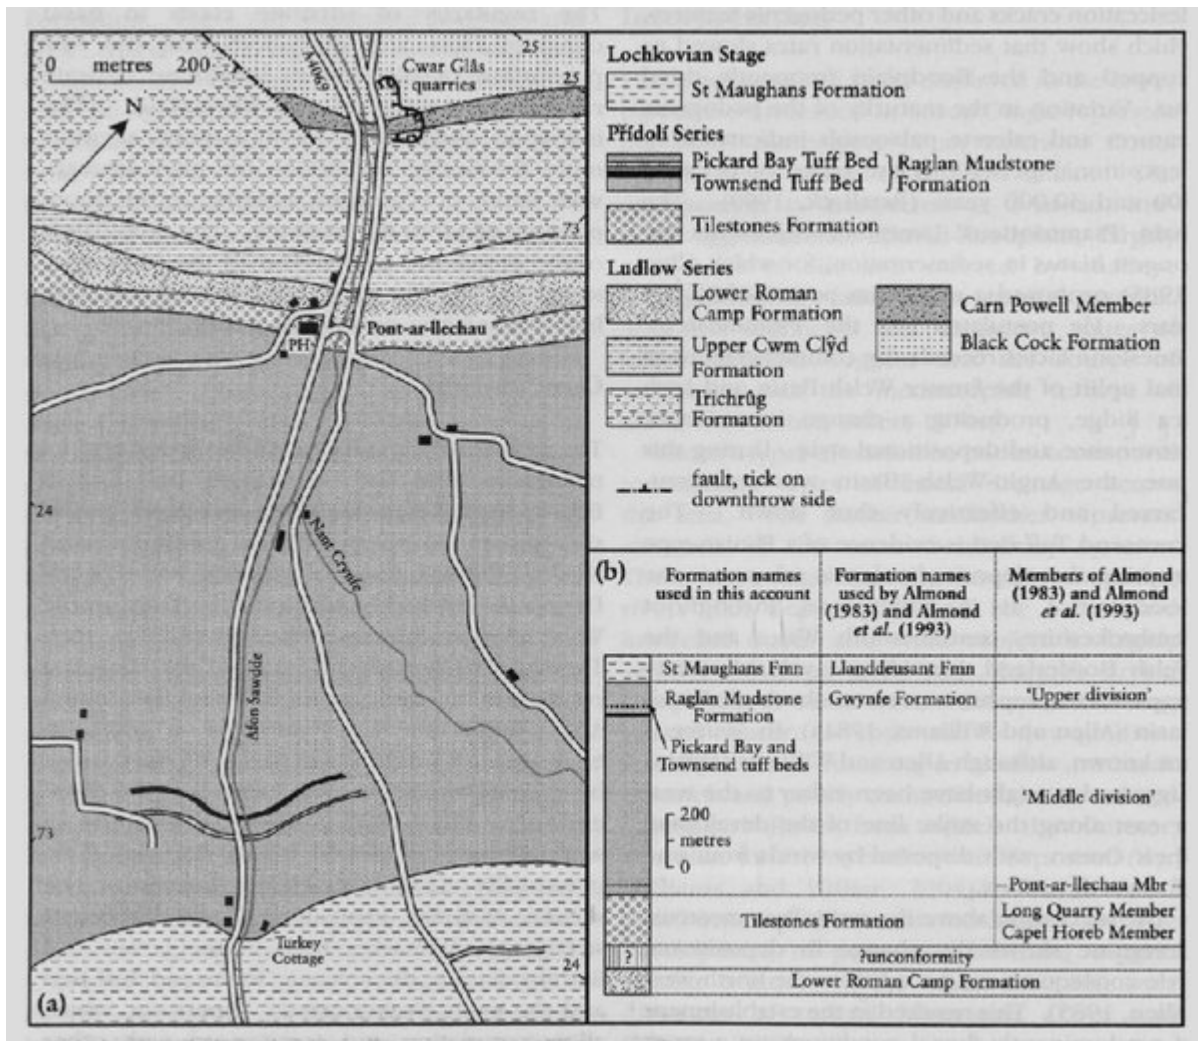 0 metres 200
N
A4069
Cwar Glâs
quarries
25
25
73
Pont-ar-llechau
PH
24
Nant Crynfe
Afon Sawdde
73
Turkey
Cottage
24
(a)
Lochkovian Stage
St Maughans Formation
Přídolí Series
Pickard Bay Tuff Bed
Townsend Tuff Bed
Raglan Mudstone
Formation
Tilestones Formation
Ludlow Series
Lower Roman
Camp Formation
Upper Cwm Clŷd
Formation
Trichrûg
Formation
Carn Powell Member
Black Cock Formation
fault, tick on
downthrow side
(b)
Formation names
used in this account
Formation names
used by Almond
(1983) and Almond
et al. (1993)
Members of Almond
(1983) and Almond
et al. (1993)
St Maughans Fmn
Llanddeusant Fmn
Raglan Mudstone
Formation
Gwynfe Formation
'Upper division'
Pickard Bay and
Townsend tuff beds
'Middle division'
200
metres
0
Pont-ar-llechau Mbr
Tilestones Formation
Long Quarry Member
Capel Horeb Member
?
?unconformity
Lower Roman Camp Formation